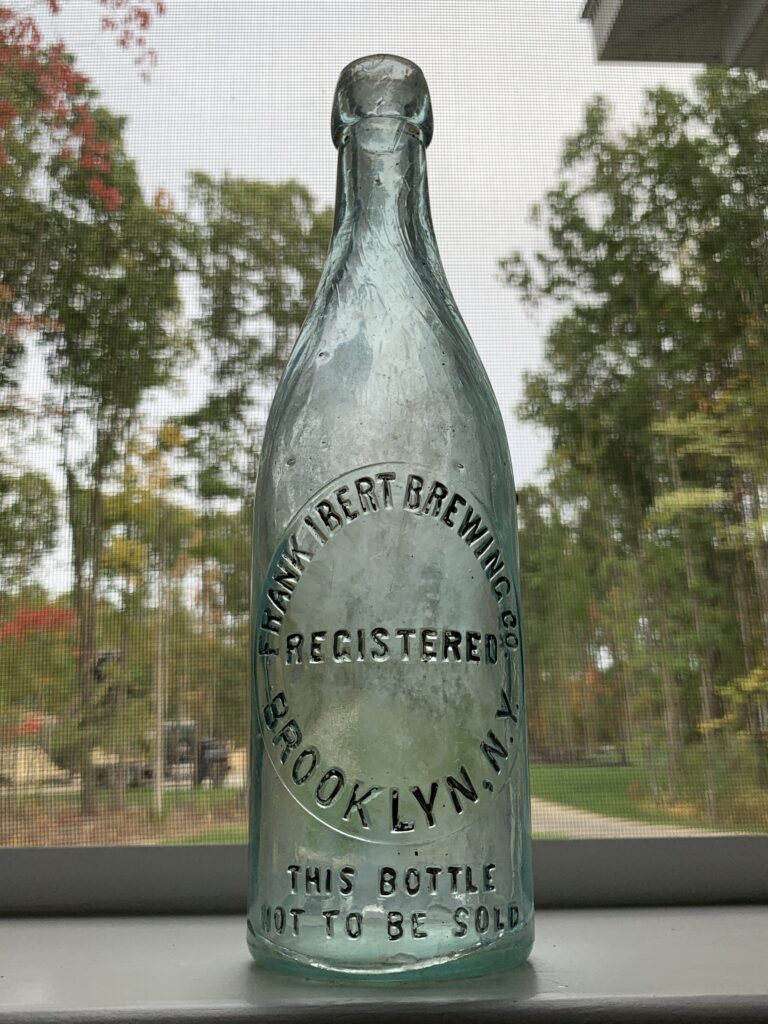 FRANK IBERT BREWING CO.
REGISTERED
BROOKLYN, N.Y.
THIS BOTTLE
NOT TO BE SOLD